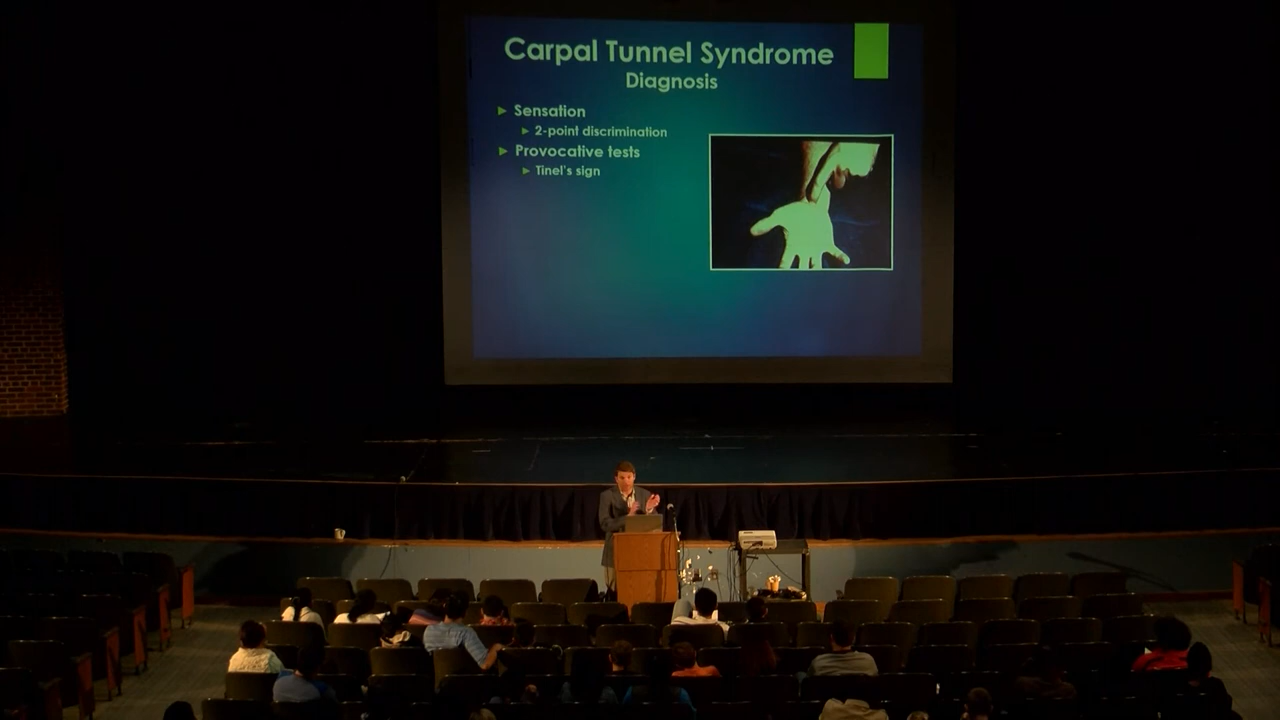 Carpal Tunnel Syndrome
Diagnosis
Sensation
2-point discrimination
Provocative tests
Tinel's sign